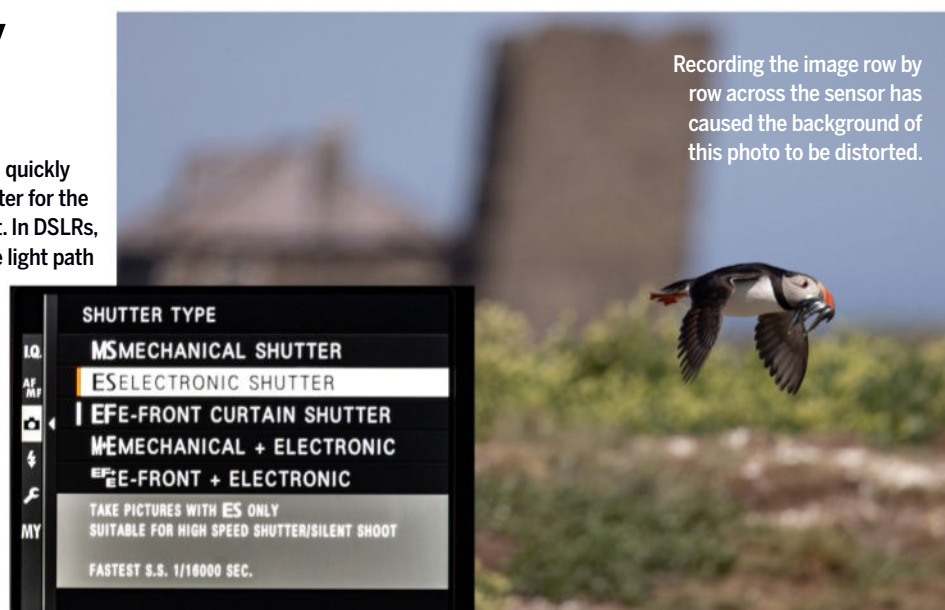 y
quickly
ter for the
t. In DSLRs,
e light path
Recording the image row by
row across the sensor has
caused the background of
this photo to be distorted.
SHUTTER TYPE
I.Q.
MS MECHANICAL SHUTTER
AF MF
ES ELECTRONIC SHUTTER
EF E-FRONT CURTAIN SHUTTER
M+E MECHANICAL + ELECTRONIC
EF+E E-FRONT + ELECTRONIC
MY
TAKE PICTURES WITH ES ONLY
SUITABLE FOR HIGH SPEED SHUTTER/SILENT SHOOT
FASTEST S.S. 1/16000 SEC.